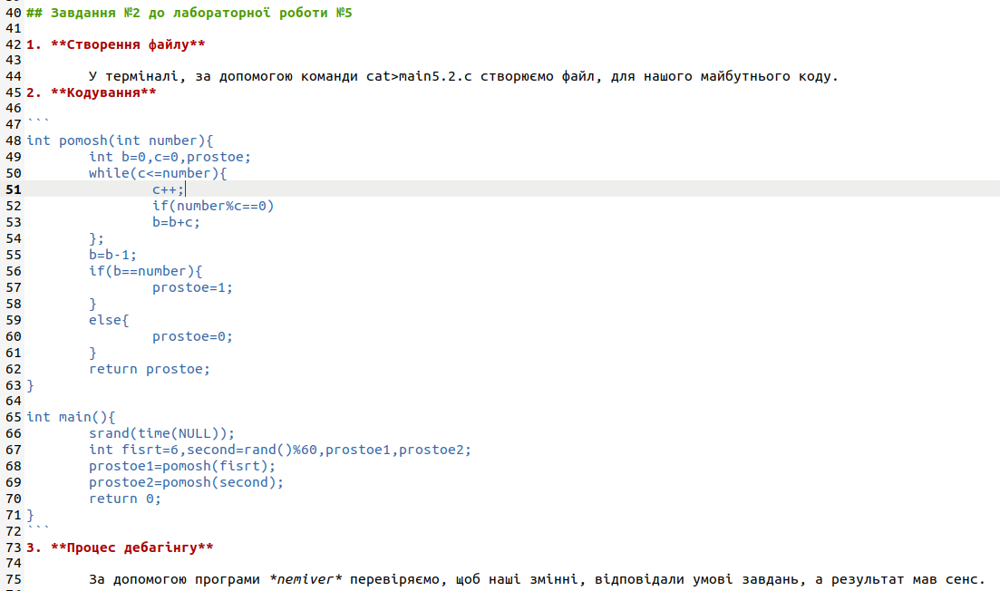 40 ## Завдання №2 до лабораторної роботи №5
41
42 1. **Створення файлу**
43
44 У терміналі, за допомогою команди cat>main5.2.c створюємо файл, для нашого майбутнього коду.
45 2. **Кодування**
46
47 ```
48 int pomosh(int number){
49 int b=0,c=0,prostoe;
50 while(c<=number){
51 c++;
52 if(number%c==0)
53 b=b+c;
54 };
55 b=b-1;
56 if(b==number){
57 prostoe=1;
58 }
59 else{
60 prostoe=0;
61 }
62 return prostoe;
63 }
64
65 int main(){
66 srand(time(NULL));
67 int fisrt=6,second=rand()%60,prostoe1,prostoe2;
68 prostoe1=pomosh(fisrt);
69 prostoe2=pomosh(second);
70 return 0;
71 }
72 ```
73 3. **Процес дебагінгу**
74
75 За допомогою програми *nemiver* перевіряємо, щоб наші змінні, відповідали умові завдань, а результат мав сенс.